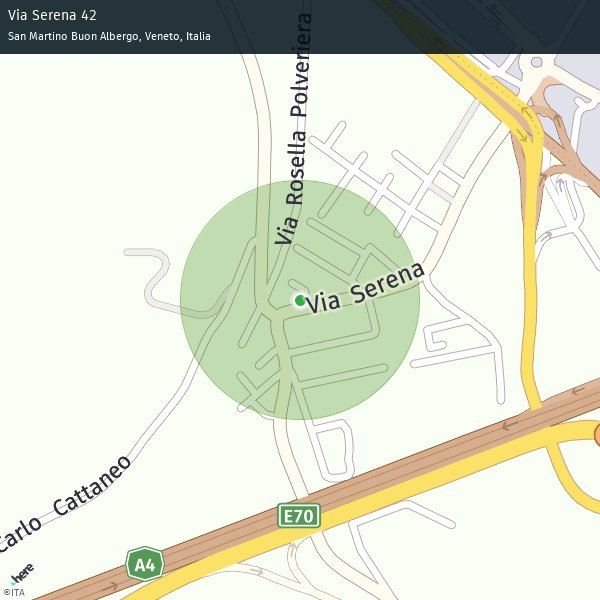 Via Serena 42
San Martino Buon Albergo, Veneto, Italia
Via Rosella Polveriera
Via Serena
Carlo Cattaneo
E70
A4
here
©ITA